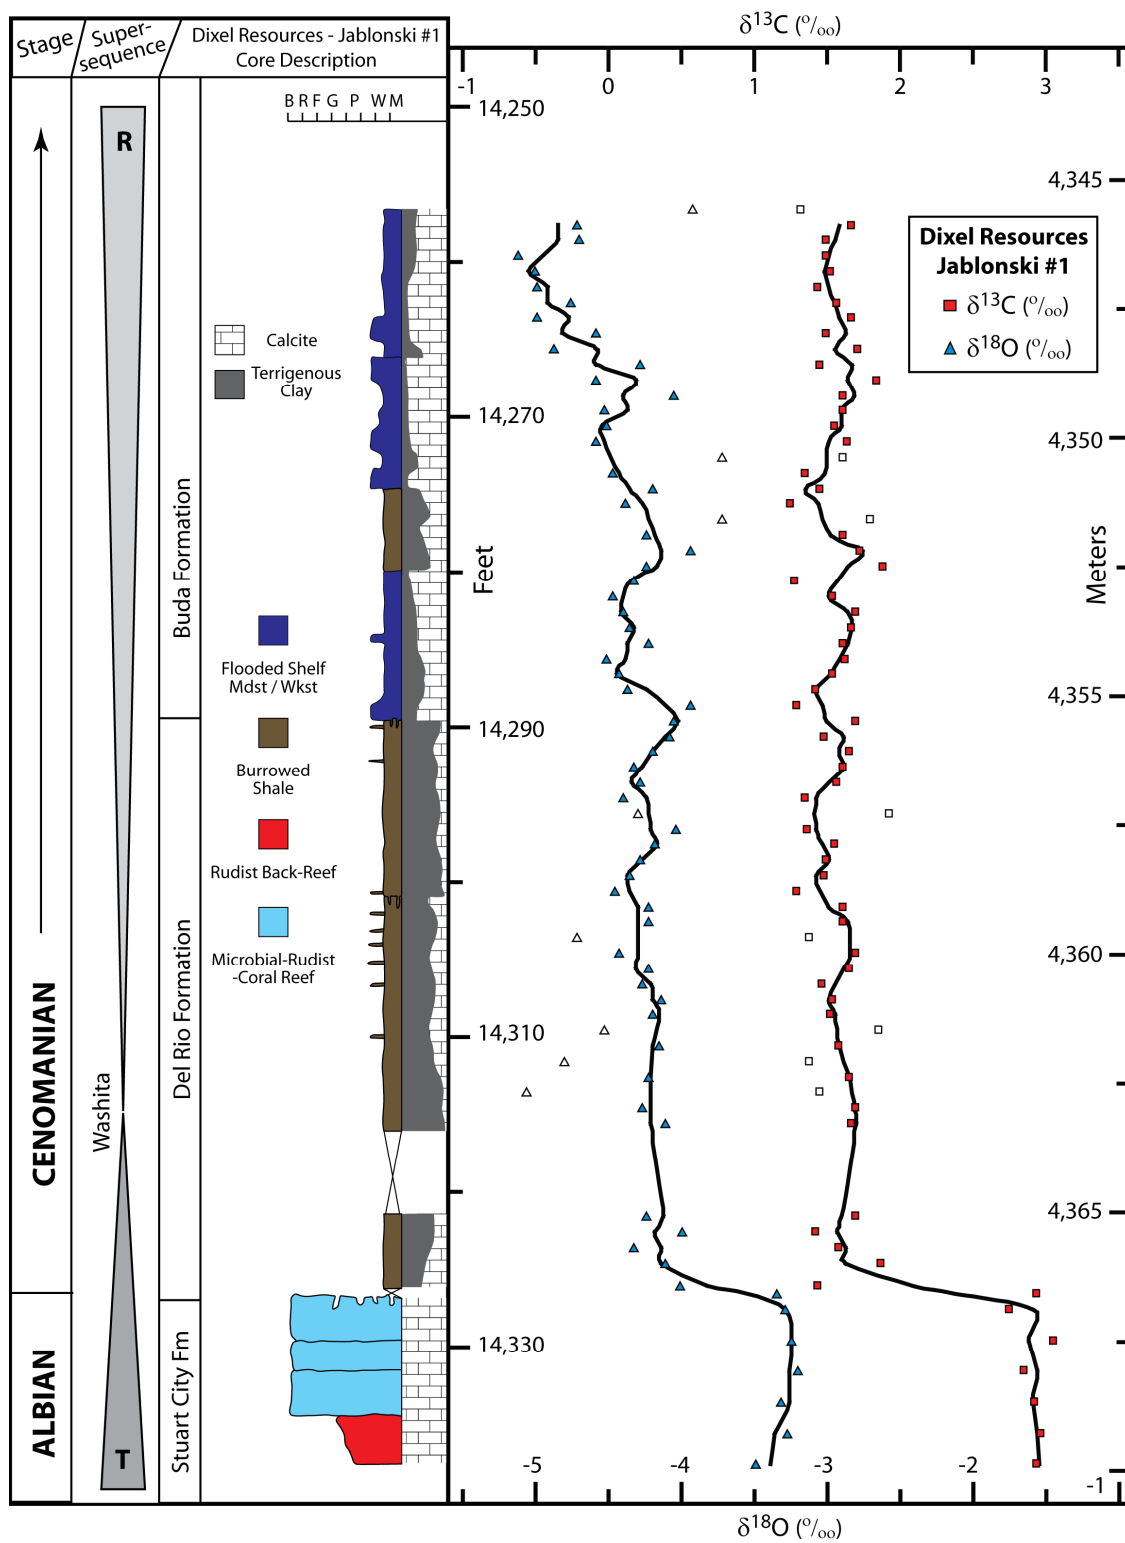 Stage
Super-
sequence
Dixel Resources - Jablonski #1
Core Description
δ¹³C (º/ₒₒ)
-1
0
1
2
3
B R F G P W M
14,250
R
4,345
Dixel Resources
Jablonski #1
δ¹³C (º/ₒₒ)
δ¹⁸O (º/ₒₒ)
Calcite
Terrigenous
Clay
14,270
4,350
Feet
Meters
Buda Formation
Flooded Shelf
Mdst / Wkst
4,355
14,290
Burrowed
Shale
Rudist Back-Reef
Microbial-Rudist
-Coral Reef
4,360
CENOMANIAN
Del Rio Formation
14,310
Washita
4,365
14,330
ALBIAN
Stuart City Fm
T
-5
-4
-3
-2
-1
δ¹⁸O (º/ₒₒ)